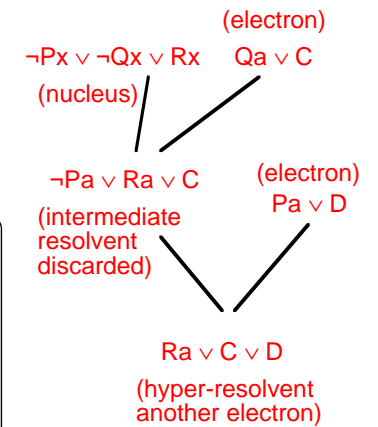 (electron)
¬Px ∨ ¬Qx ∨ Rx Qa ∨ C
(nucleus)
¬Pa ∨ Ra ∨ C
(electron)
Pa ∨ D
(intermediate
resolvent
discarded)
Ra ∨ C ∨ D
(hyper-resolvent
another electron)